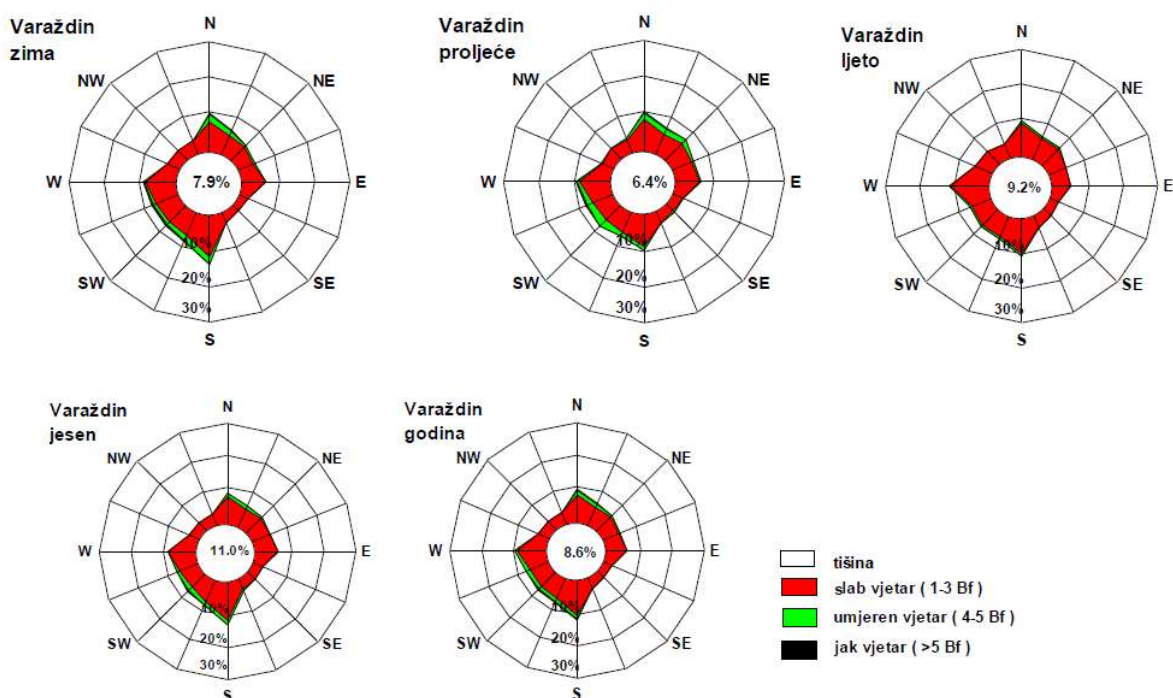 Varaždin
zima
N
NW
NE
W
7.9%
E
10%
SW
20%
SE
30%
S
Varaždin
proljeće
N
NW
NE
W
6.4%
E
10%
SW
20%
SE
30%
S
Varaždin
ljeto
N
NW
NE
W
9.2%
E
10%
SW
20%
SE
30%
S
Varaždin
jesen
N
NW
NE
W
11.0%
E
10%
SW
20%
SE
30%
S
Varaždin
godina
N
NW
NE
W
8.6%
E
10%
SW
20%
SE
30%
S
tišina
slab vjetar ( 1-3 Bf )
umjeren vjetar ( 4-5 Bf )
jak vjetar ( >5 Bf )